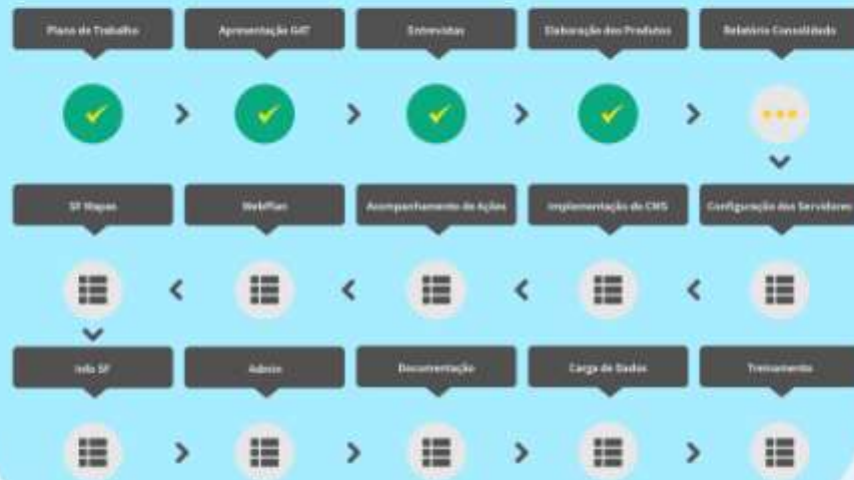 Plano de Trabalho
Apresentação GAT
Entrevistas
Elaboração dos Produtos
Relatório Consolidado
SF Mapas
WebPlan
Acompanhamento de Ações
Implementação do CMS
Configuração dos Servidores
Info SF
Admin
Documentação
Carga de Dados
Treinamento